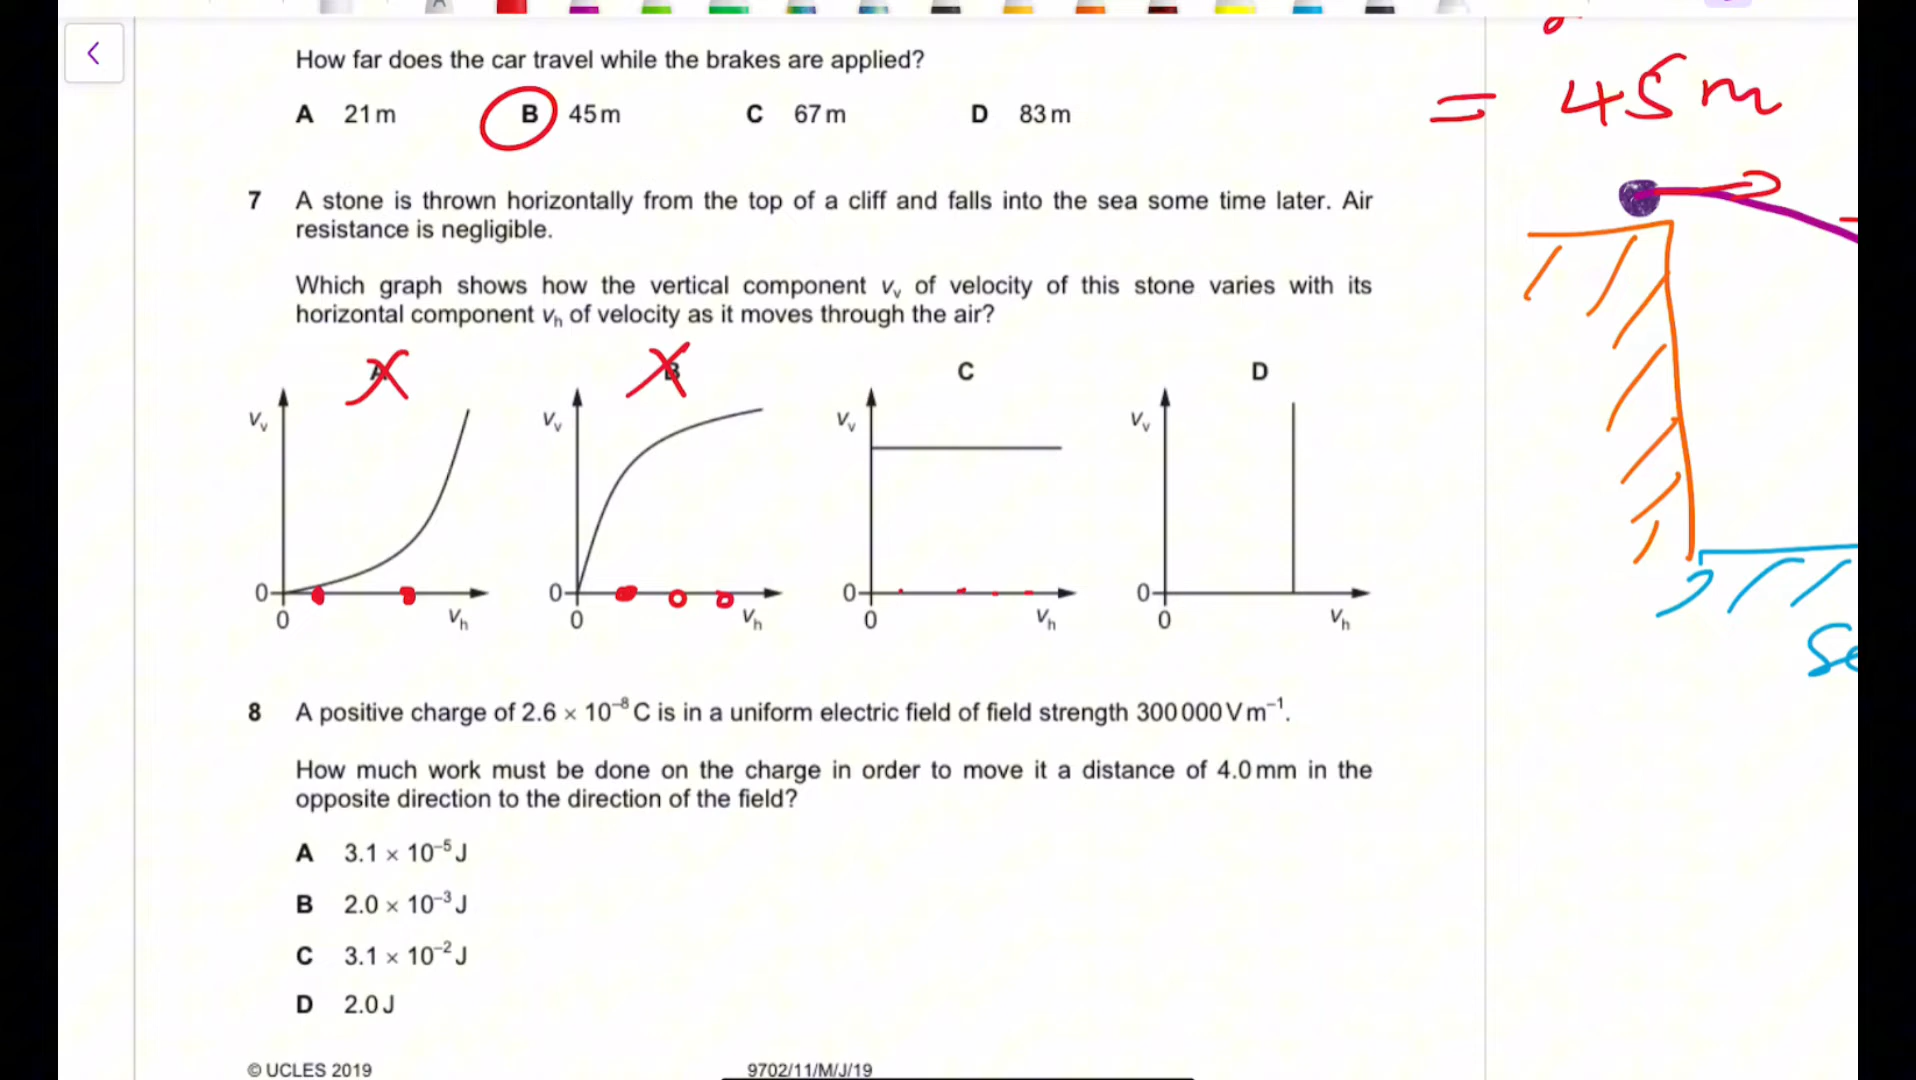 How far does the car travel while the brakes are applied?
A 21 m B 45 m C 67 m D 83 m
= 45 m
7 A stone is thrown horizontally from the top of a cliff and falls into the sea some time later. Air
resistance is negligible.
Which graph shows how the vertical component vᵥ of velocity of this stone varies with its
horizontal component vₕ of velocity as it moves through the air?
A B C D
vᵥ vᵥ vᵥ vᵥ
0 0 0 0
0 vₕ 0 vₕ 0 vₕ 0 vₕ
8 A positive charge of 2.6 × 10⁻⁸ C is in a uniform electric field of field strength 300 000 V m⁻¹.
How much work must be done on the charge in order to move it a distance of 4.0 mm in the
opposite direction to the direction of the field?
A 3.1 × 10⁻⁵ J
B 2.0 × 10⁻³ J
C 3.1 × 10⁻² J
D 2.0 J
© UCLES 2019 9702/11/M/J/19